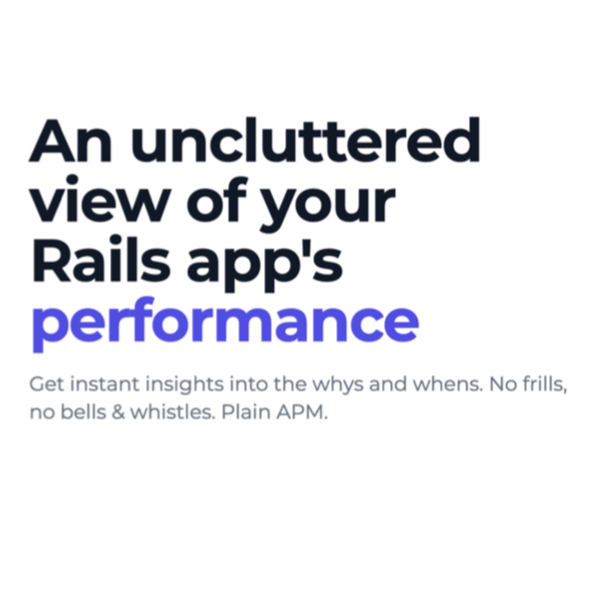 An uncluttered
view of your
Rails app's
performance
Get instant insights into the whys and whens. No frills,
no bells & whistles. Plain APM.